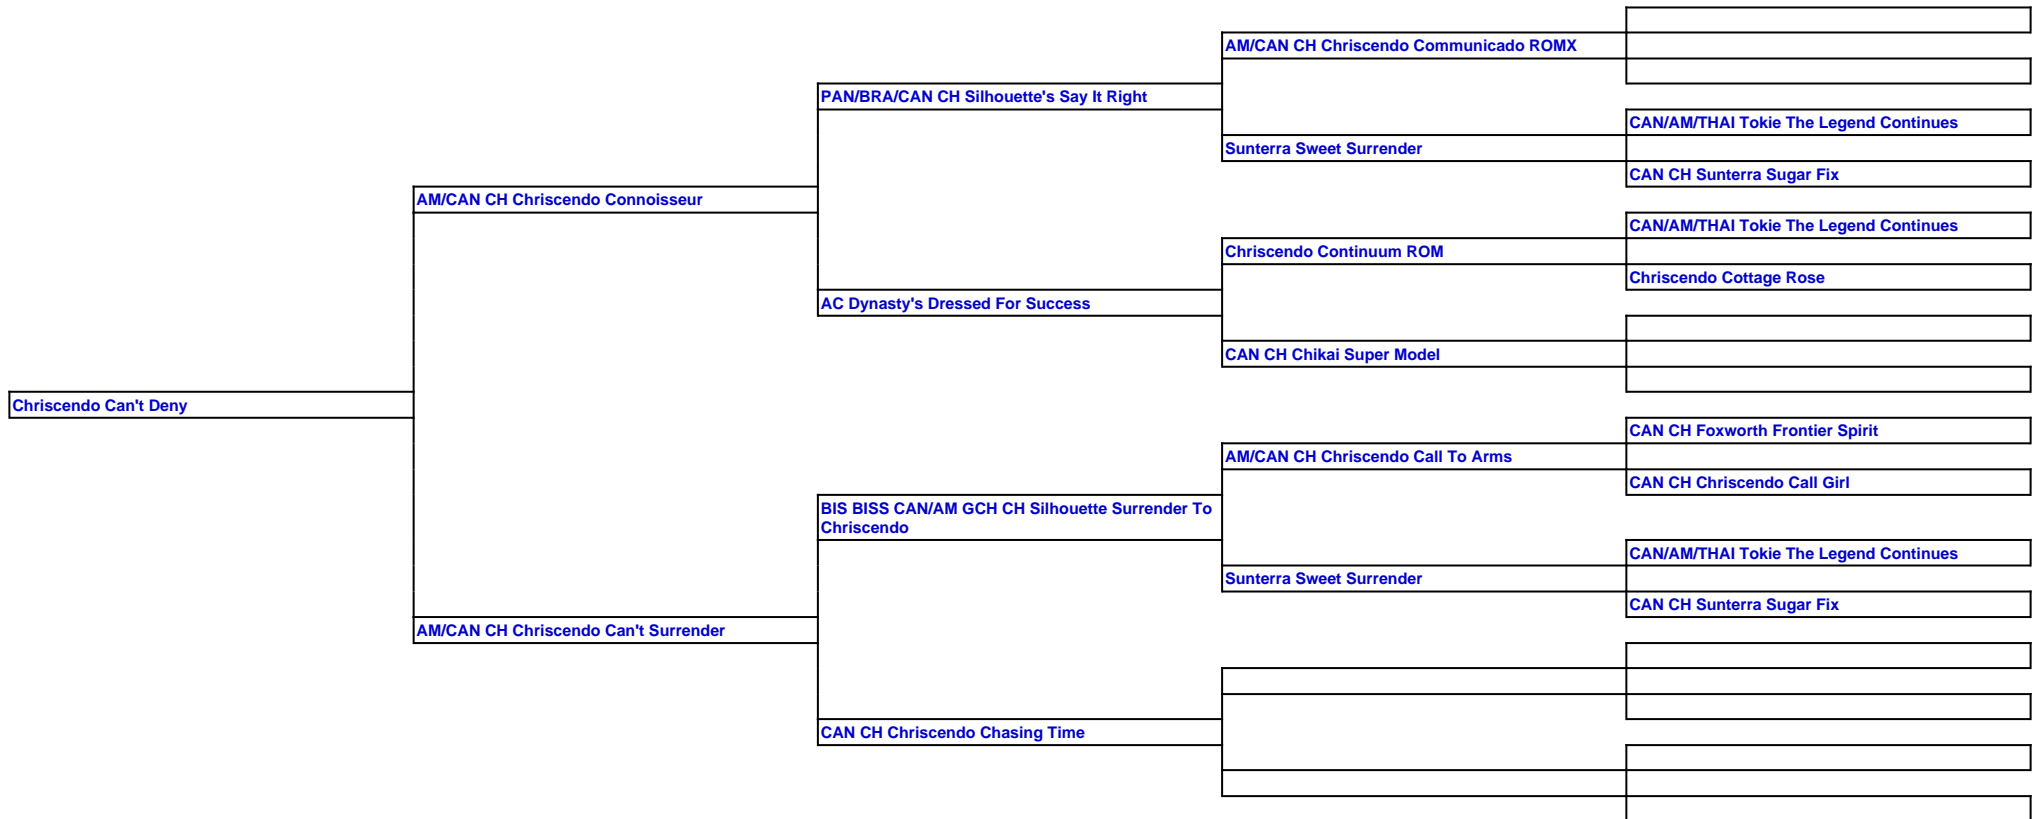 AM/CAN CH Chriscendo Communicado ROMX
PAN/BRA/CAN CH Silhouette's Say It Right
CAN/AM/THAI Tokie The Legend Continues
Sunterra Sweet Surrender
CAN CH Sunterra Sugar Fix
AM/CAN CH Chriscendo Connoisseur
CAN/AM/THAI Tokie The Legend Continues
Chriscendo Continuum ROM
Chriscendo Cottage Rose
AC Dynasty's Dressed For Success
CAN CH Chikai Super Model
Chriscendo Can't Deny
CAN CH Foxworth Frontier Spirit
AM/CAN CH Chriscendo Call To Arms
CAN CH Chriscendo Call Girl
BIS BISS CAN/AM GCH CH Silhouette Surrender To
Chriscendo
CAN/AM/THAI Tokie The Legend Continues
Sunterra Sweet Surrender
CAN CH Sunterra Sugar Fix
AM/CAN CH Chriscendo Can't Surrender
CAN CH Chriscendo Chasing Time